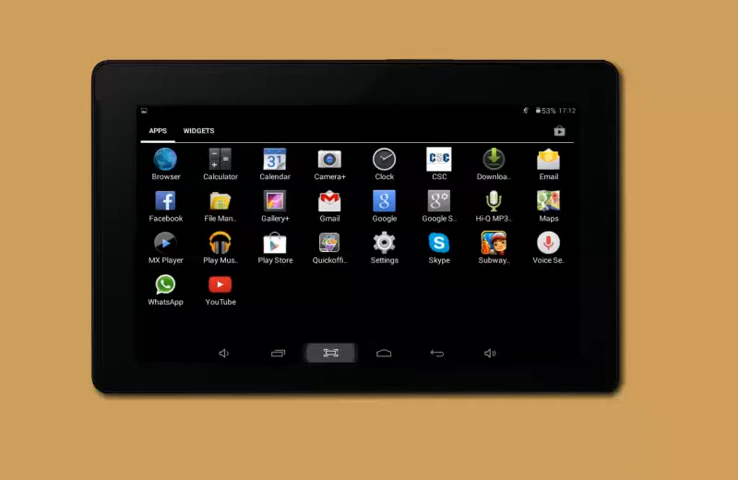 53% 17:12
APPS WIDGETS
31 CSC
Browser Calculator Calendar Camera+ Clock CSC Downloa.. Email
Facebook File Man.. Gallery+ Gmail Google Google S.. Hi-Q MP3.. Maps
MX Player Play Mus.. Play Store Quickoffi.. Settings Skype Subway.. Voice Se..
WhatsApp YouTube